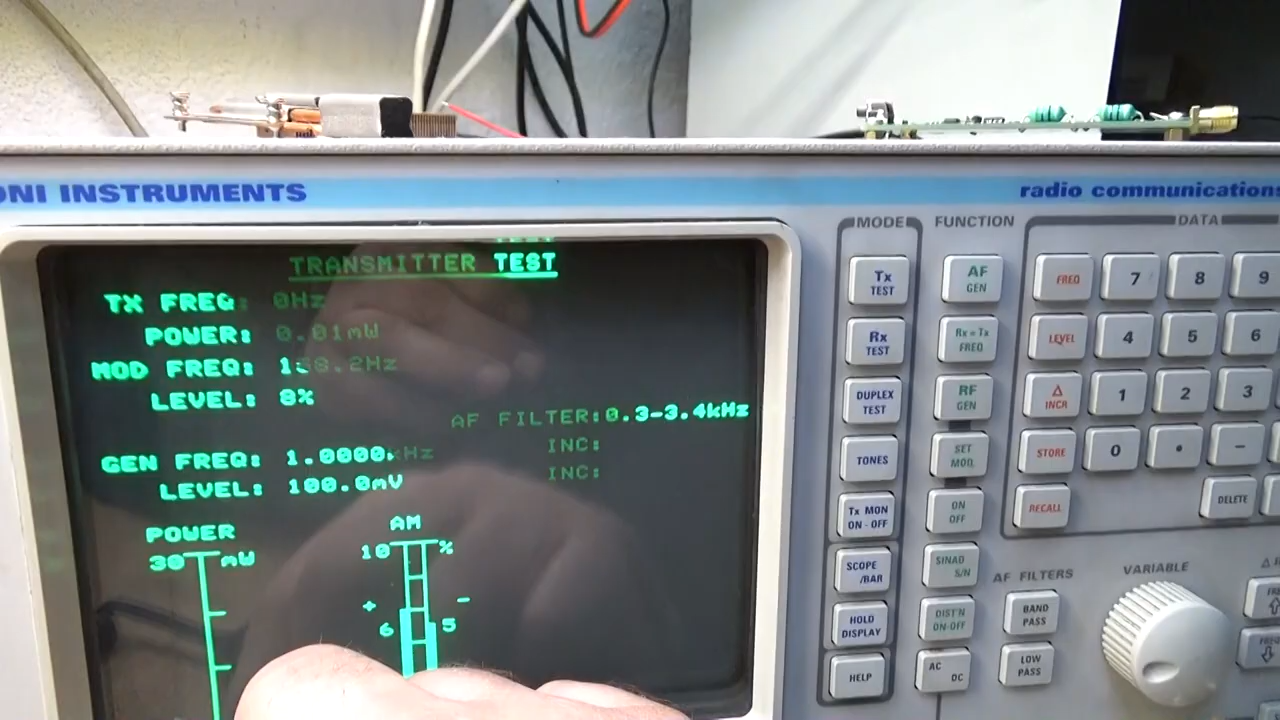 ONI INSTRUMENTS
radio communications
TRANSMITTER TEST
TX FREQ: 0Hz
POWER: 0.01mW
MOD FREQ: 1 8.2Hz
LEVEL: 8%
AF FILTER:0.3-3.4kHz
INC:
GEN FREQ: 1.0000kHz
INC:
LEVEL: 100.0mV
POWER
30 mW
AM
10 %
+ -
6 5
MODE
Tx TEST
Rx TEST
DUPLEX TEST
TONES
Tx MON ON-OFF
SCOPE /BAR
HOLD DISPLAY
HELP
FUNCTION
AF GEN
Rx=Tx FREQ
RF GEN
SET MOD.
ON OFF
SINAD S/N
DIST'N ON-OFF
AC DC
DATA
FREQ 7 8 9
LEVEL 4 5 6
Δ INCR 1 2 3
STORE 0 • −
RECALL
DELETE
AF FILTERS
BAND PASS
LOW PASS
VARIABLE
Δ